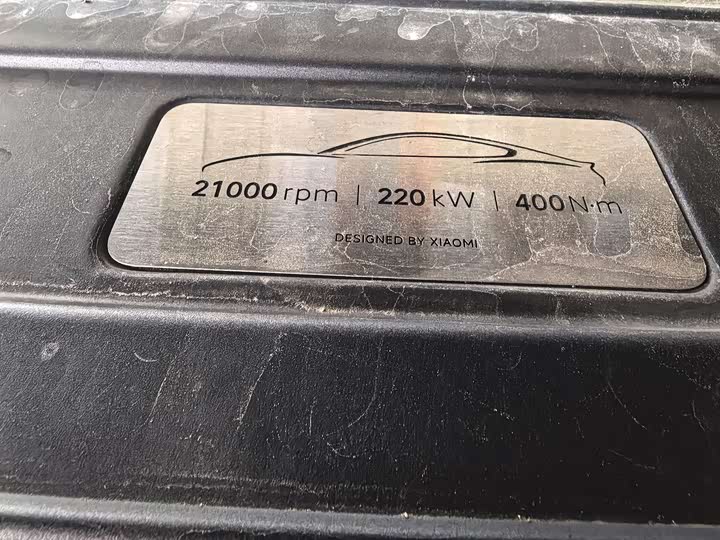 21000 rpm | 220 kW | 400 N·m
DESIGNED BY XIAOMI